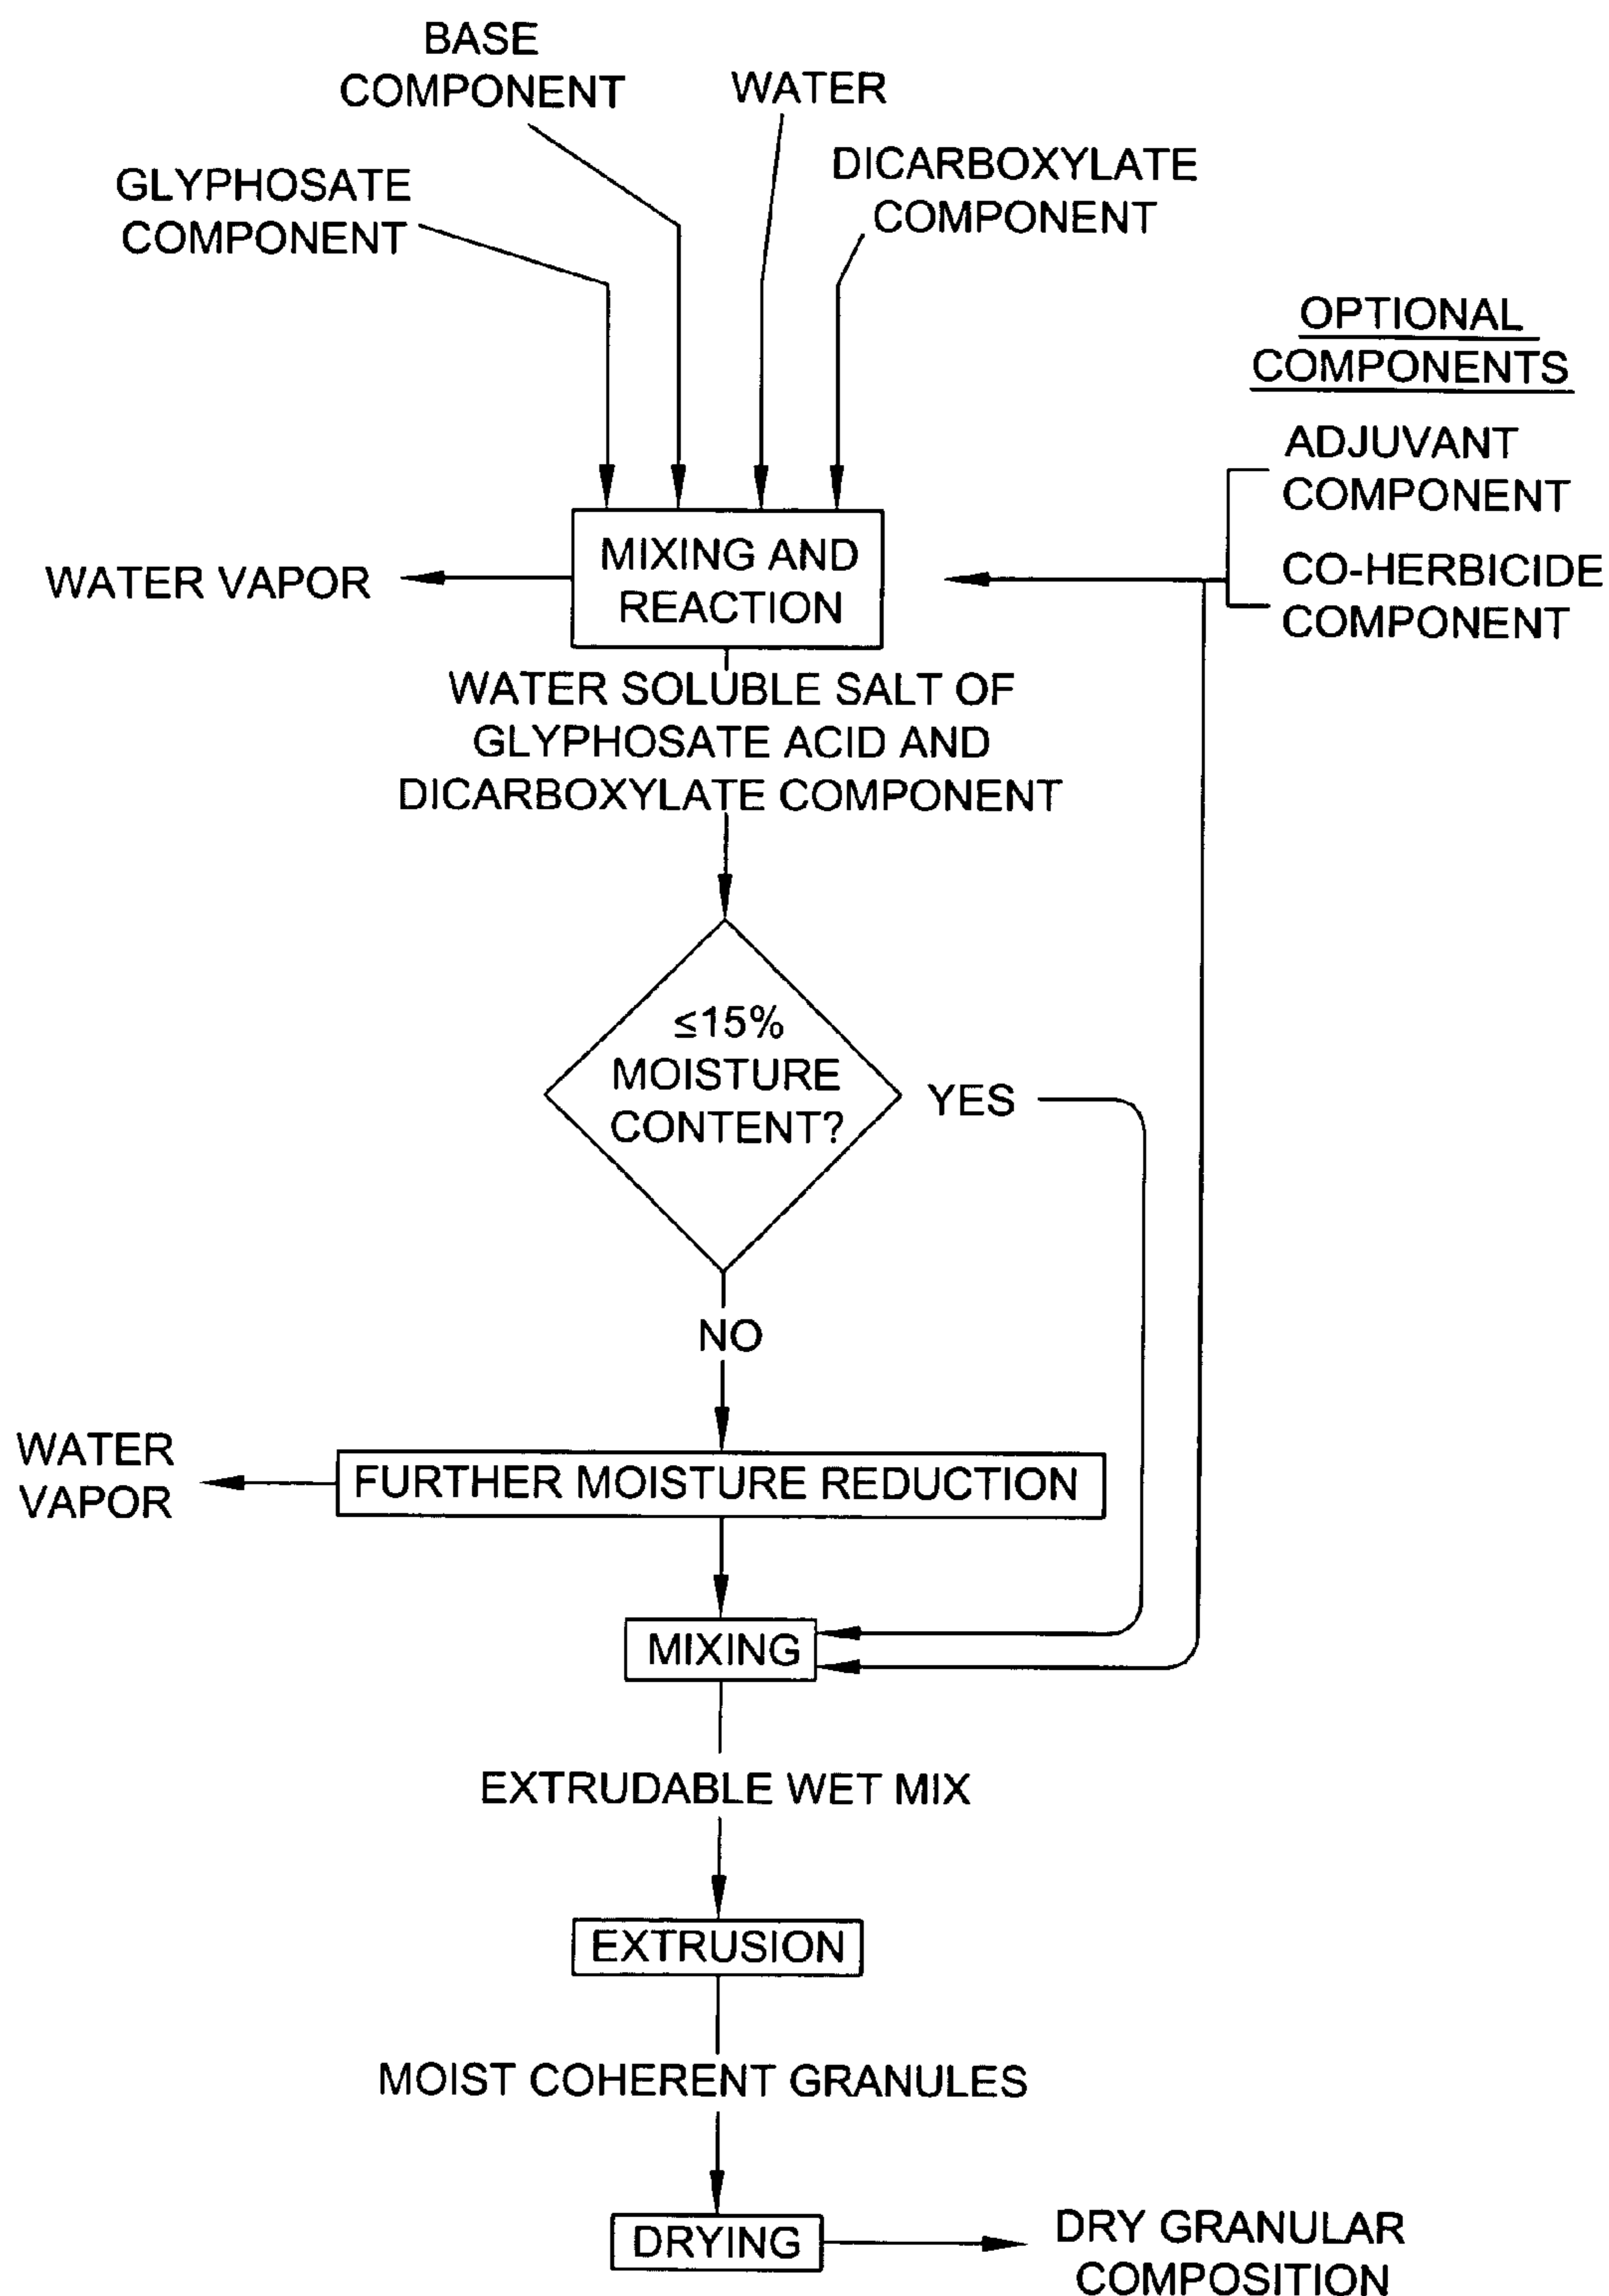 BASE
COMPONENT
WATER
DICARBOXYLATE
COMPONENT
GLYPHOSATE
COMPONENT
OPTIONAL
COMPONENTS
ADJUVANT
COMPONENT
CO-HERBICIDE
COMPONENT
MIXING AND
REACTION
WATER VAPOR
WATER SOLUBLE SALT OF
GLYPHOSATE ACID AND
DICARBOXYLATE COMPONENT
≤15%
MOISTURE
CONTENT?
YES
NO
WATER
VAPOR
FURTHER MOISTURE REDUCTION
MIXING
EXTRUDABLE WET MIX
EXTRUSION
MOIST COHERENT GRANULES
DRYING
DRY GRANULAR
COMPOSITION